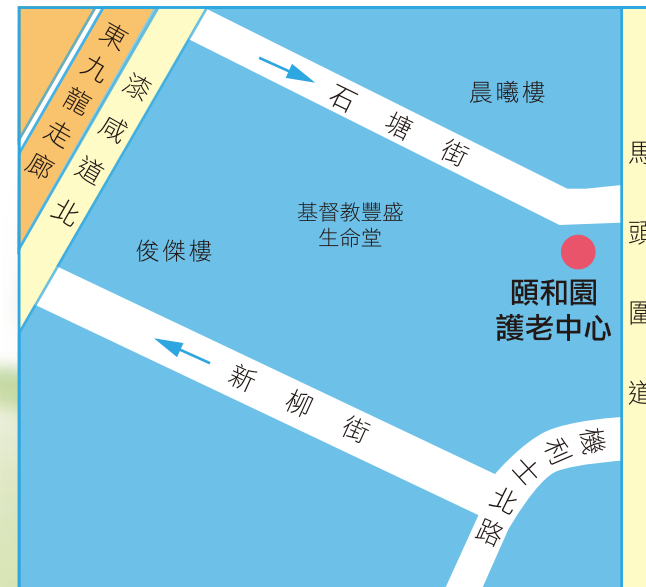 東九龍走廊
漆咸道北
石塘街
晨曦樓
馬頭圍道
基督教豐盛
生命堂
俊傑樓
頤和園
護老中心
新柳街
機利士北路